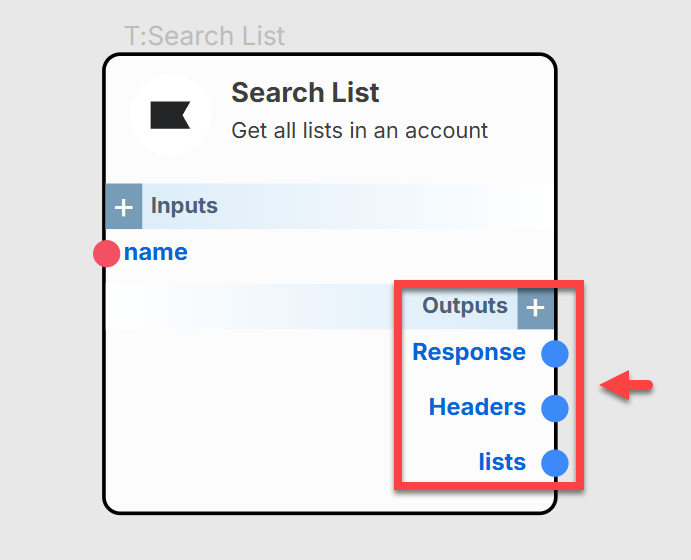 T:Search List
Search List
Get all lists in an account
+ Inputs
name
Outputs +
Response
Headers
lists